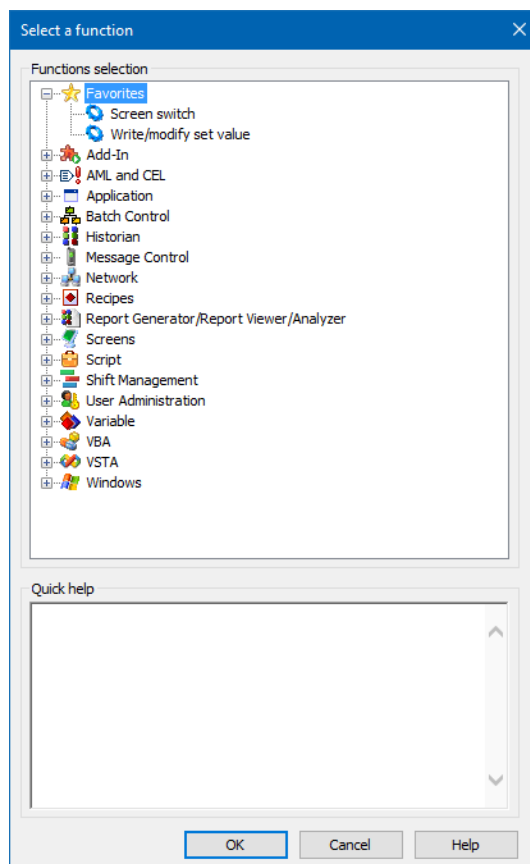 Select a function
Functions selection
Favorites
Screen switch
Write/modify set value
Add-In
AML and CEL
Application
Batch Control
Historian
Message Control
Network
Recipes
Report Generator/Report Viewer/Analyzer
Screens
Script
Shift Management
User Administration
Variable
VBA
VSTA
Windows
Quick help
OK Cancel Help